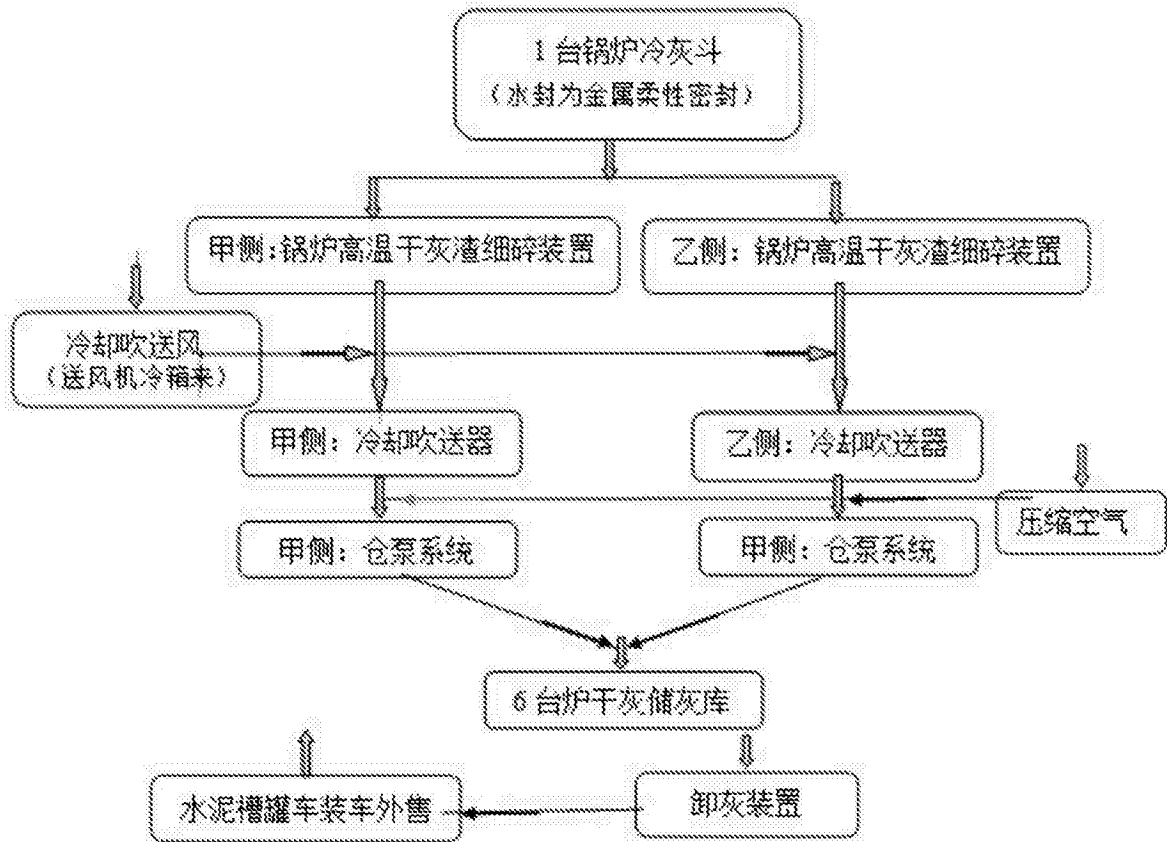 1 台锅炉冷灰斗
（水封为金属柔性密封）
甲侧:锅炉高温干灰渣细碎装置
乙侧：锅炉高温干灰渣细碎装置
冷却吹送风
（送风机冷箱来）
甲侧：冷却吹送器
乙侧：冷却吹送器
压缩空气
甲侧：仓泵系统
甲侧：仓泵系统
6 台炉干灰储灰库
水泥槽罐车装车外售
卸灰装置